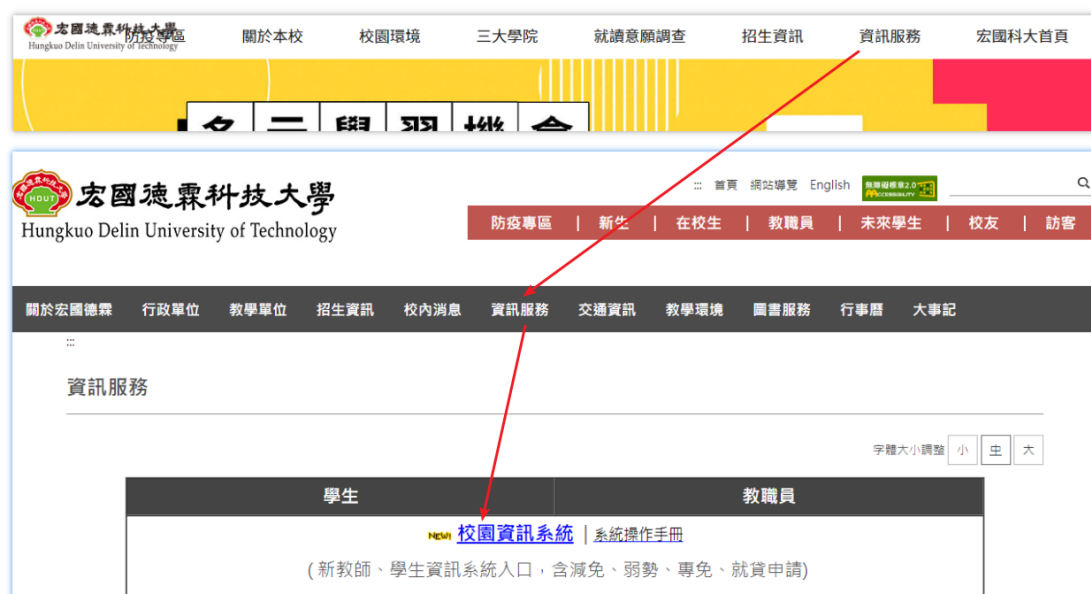 宏國德霖科技大學
Hungkuo Delin University of Technology
防疫專區 關於本校 校園環境 三大學院 就讀意願調查 招生資訊 資訊服務 宏國科大首頁
多元學習機會
HDUT 宏國德霖科技大學
Hungkuo Delin University of Technology
::: 首頁 網站導覽 English 無障礙標章2.0 ACCESSIBILITY
防疫專區 | 新生 | 在校生 | 教職員 | 未來學生 | 校友 | 訪客
關於宏國德霖 行政單位 教學單位 招生資訊 校內消息 資訊服務 交通資訊 教學環境 圖書服務 行事曆 大事記
:::
資訊服務
字體大小調整 小 中 大
學生 教職員
NEW! 校園資訊系統 | 系統操作手冊
(新教師、學生資訊系統入口，含減免、弱勢、專免、就貸申請)